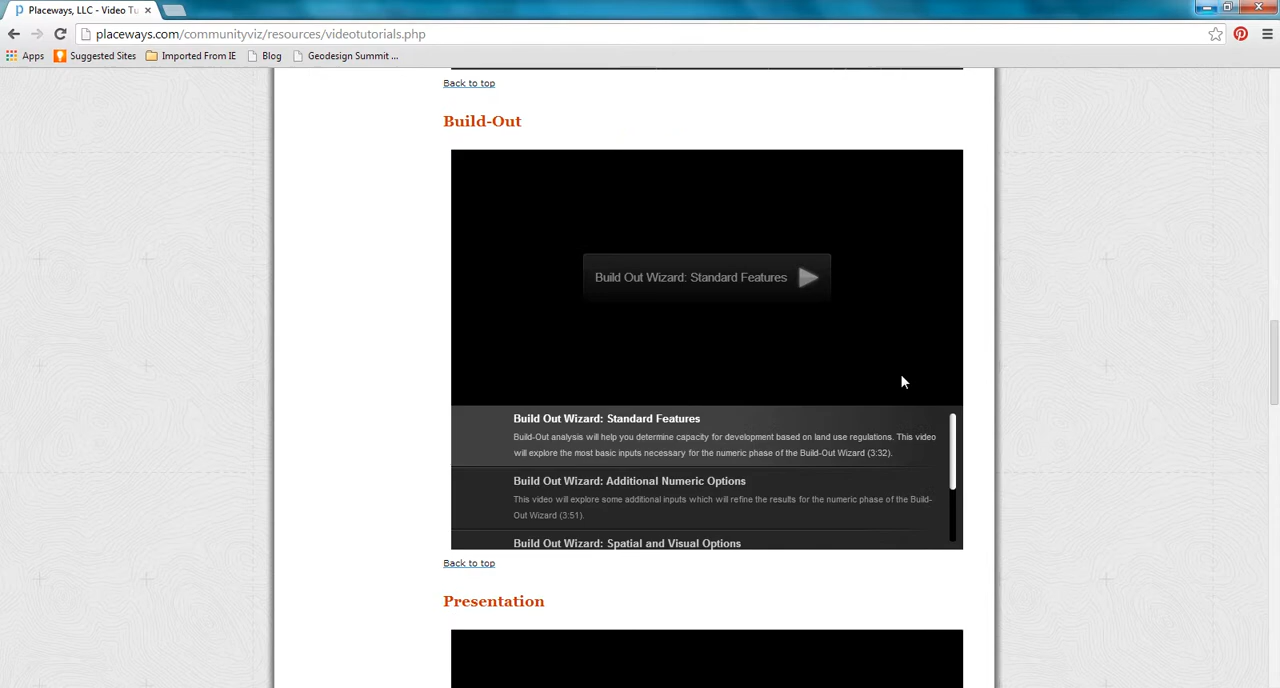 Placeways, LLC - Video Tu
placeways.com/communityviz/resources/videotutorials.php
Apps Suggested Sites Imported From IE Blog Geodesign Summit ...
Back to top
Build-Out
Build Out Wizard: Standard Features
Build Out Wizard: Standard Features
Build-Out analysis will help you determine capacity for development based on land use regulations. This video
will explore the most basic inputs necessary for the numeric phase of the Build-Out Wizard (3:32).
Build Out Wizard: Additional Numeric Options
This video will explore some additional inputs which will refine the results for the numeric phase of the Build-
Out Wizard (3:51).
Build Out Wizard: Spatial and Visual Options
Back to top
Presentation